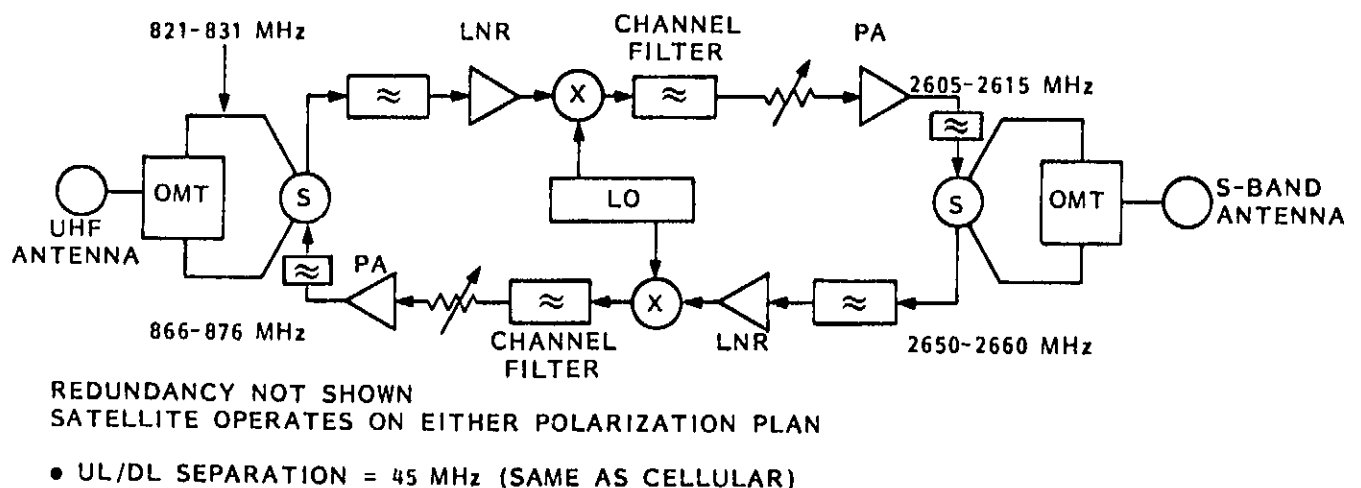 821-831 MHz
LNR
CHANNEL
FILTER
PA
2605-2615 MHz
≈
X
≈
≈
OMT
S
LO
S
OMT
UHF
ANTENNA
S-BAND
ANTENNA
≈
PA
≈
X
≈
866-876 MHz
CHANNEL
FILTER
LNR
2650-2660 MHz
REDUNDANCY NOT SHOWN
SATELLITE OPERATES ON EITHER POLARIZATION PLAN
● UL/DL SEPARATION = 45 MHz (SAME AS CELLULAR)